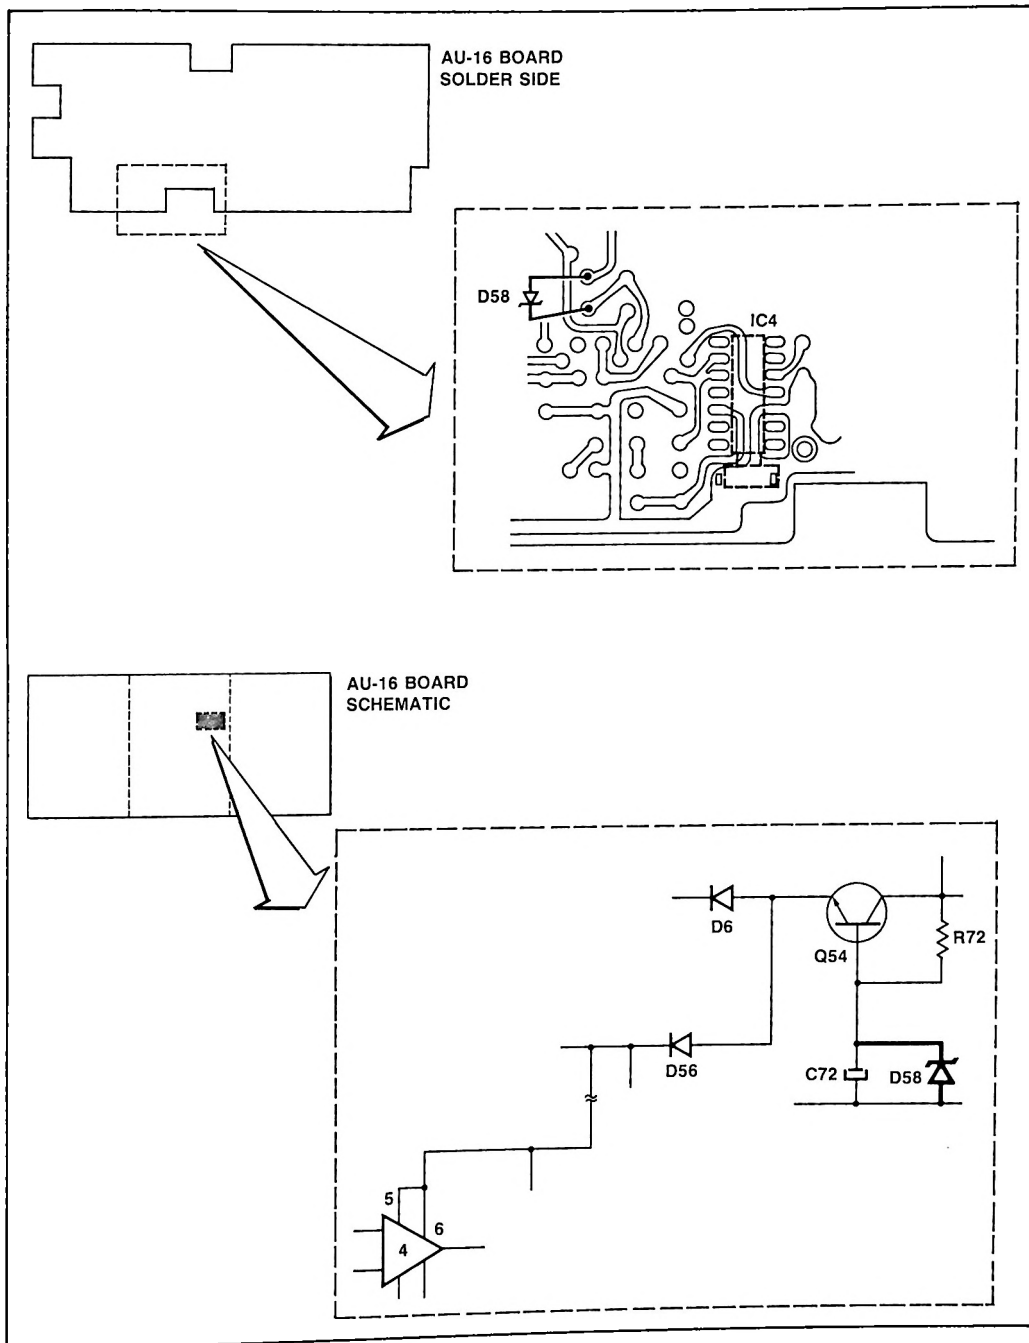 AU-16 BOARD
SOLDER SIDE
D58
IC4
AU-16 BOARD
SCHEMATIC
D6
Q54
R72
D56
C72
D58
5
6
4